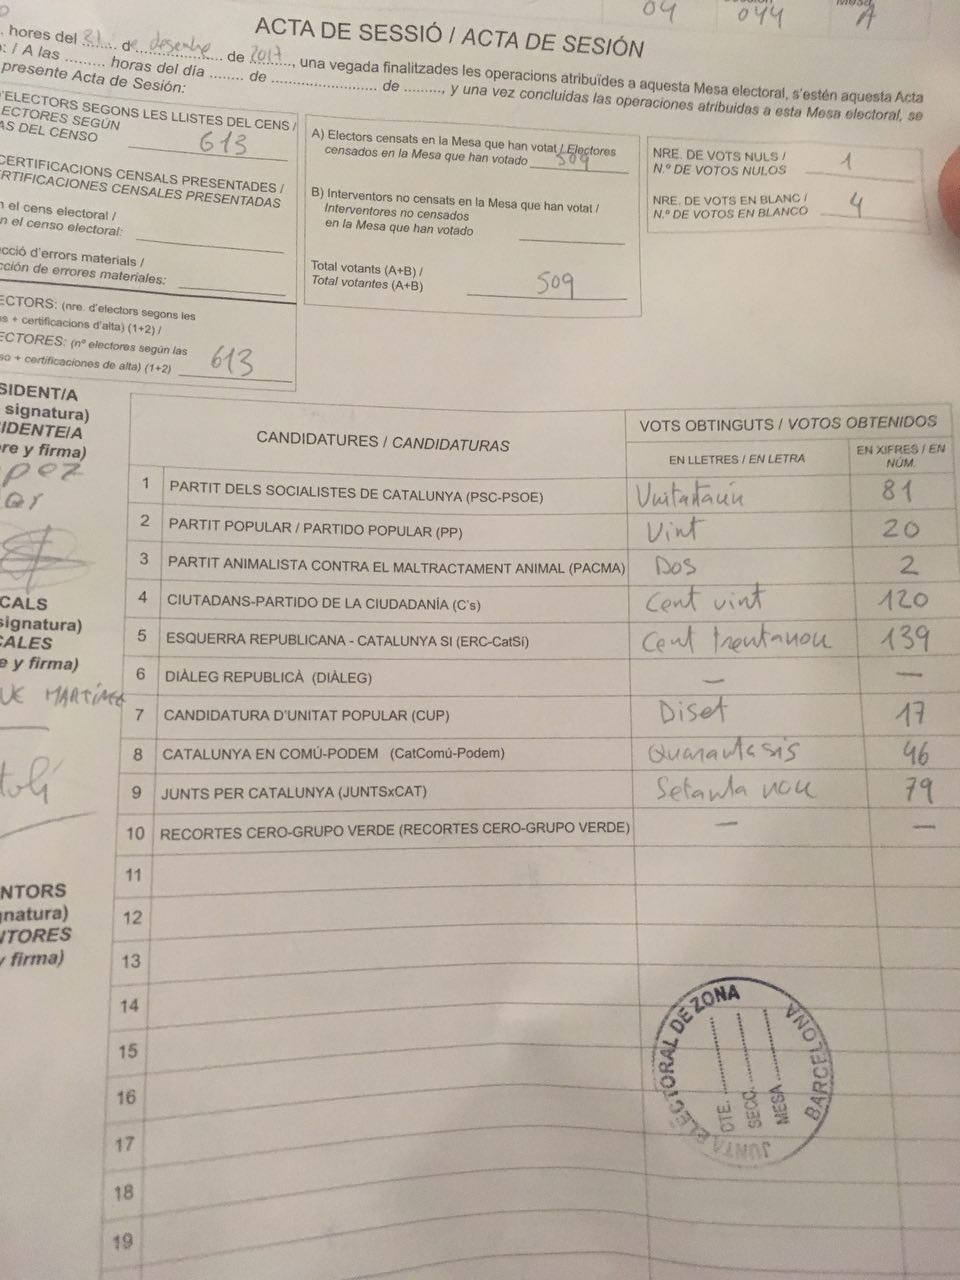 04 044 A
ACTA DE SESSIÓ / ACTA DE SESIÓN
hores del 21 de desembre de 2017, una vegada finalitzades les operacions atribuïdes a aquesta Mesa electoral, s'estén aquesta Acta
/ A las ......... horas del día ........ de ......................... de ........., y una vez concluidas las operaciones atribuidas a esta Mesa electoral, se
presente Acta de Sesión:
ELECTORS SEGONS LES LLISTES DEL CENS /
LECTORES SEGÚN
AS DEL CENSO 613
CERTIFICACIONS CENSALS PRESENTADES /
RTIFICACIONES CENSALES PRESENTADAS
n el cens electoral /
n el censo electoral:
cció d'errors materials /
cción de errores materiales:
ECTORS: (nre. d'electors segons les
s + certificacions d'alta) (1+2) /
ECTORES: (nº electores según las
so + certificaciones de alta) (1+2) 613
A) Electors censats en la Mesa que han votat / Electores
censados en la Mesa que han votado 509
B) Interventors no censats en la Mesa que han votat /
Interventores no censados
en la Mesa que han votado
Total votants (A+B) /
Total votantes (A+B) 509
NRE. DE VOTS NULS /
N.º DE VOTOS NULOS 1
NRE. DE VOTS EN BLANC /
N.º DE VOTOS EN BLANCO 4
SIDENT/A
signatura)
IDENTE/A
re y firma)
CALS
signatura)
CALES
e y firma)
MARTÍNEZ
NTORS
gnatura)
NTORES
y firma)
CANDIDATURES / CANDIDATURAS
VOTS OBTINGUTS / VOTOS OBTENIDOS
EN LLETRES / EN LETRA
EN XIFRES / EN
NÚM.
1 PARTIT DELS SOCIALISTES DE CATALUNYA (PSC-PSOE) Vuitantaún 81
2 PARTIT POPULAR / PARTIDO POPULAR (PP) Vint 20
3 PARTIT ANIMALISTA CONTRA EL MALTRACTAMENT ANIMAL (PACMA) Dos 2
4 CIUTADANS-PARTIDO DE LA CIUDADANÍA (C's) Cent vint 120
5 ESQUERRA REPUBLICANA - CATALUNYA SI (ERC-CatSí) Cent trentanou 139
6 DIÀLEG REPUBLICÀ (DIÀLEG) — —
7 CANDIDATURA D'UNITAT POPULAR (CUP) Diset 17
8 CATALUNYA EN COMÚ-PODEM (CatComú-Podem) Quarantasis 46
9 JUNTS PER CATALUNYA (JUNTSxCAT) Setanta nou 79
10 RECORTES CERO-GRUPO VERDE (RECORTES CERO-GRUPO VERDE) — —
11
12
13
14
15
16
17
18
19
JUNTA ELECTORAL DE ZONA
BARCELONA
DTE. ............
SECC. ............
MESA ............